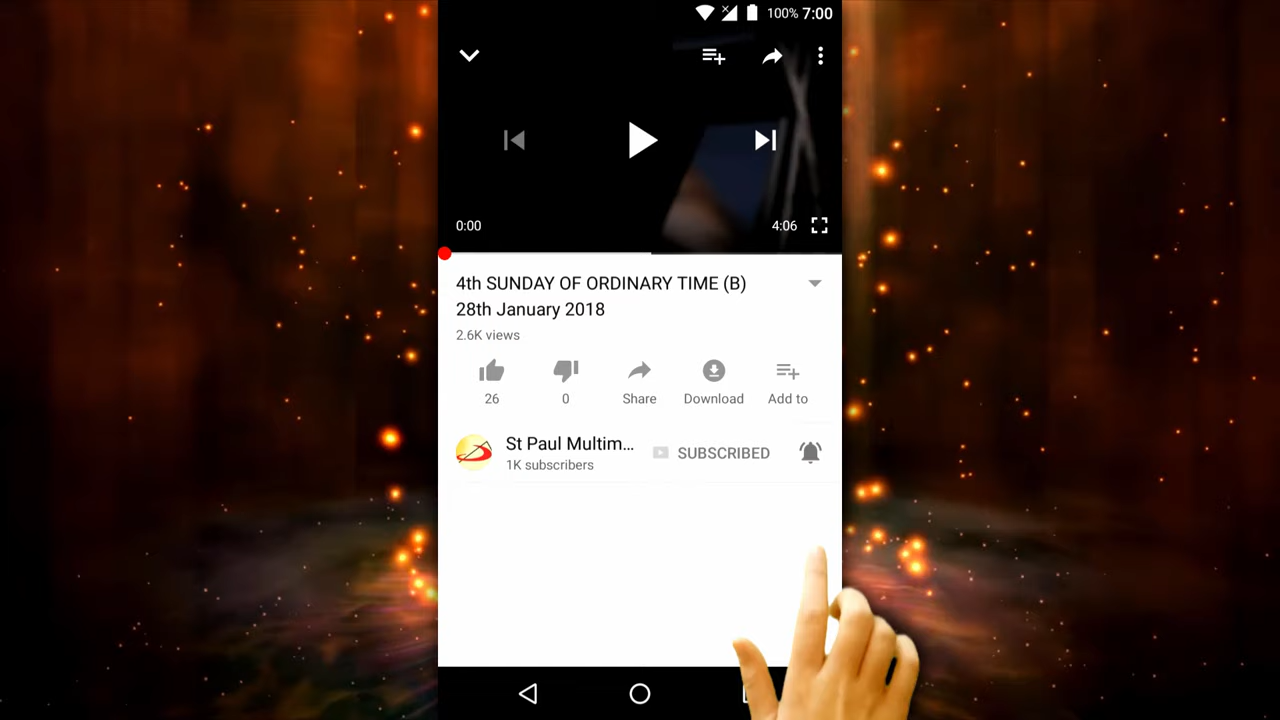 100% 7:00
0:00
4:06
4th SUNDAY OF ORDINARY TIME (B)
28th January 2018
2.6K views
26
0
Share
Download
Add to
St Paul Multim...
SUBSCRIBED
1K subscribers